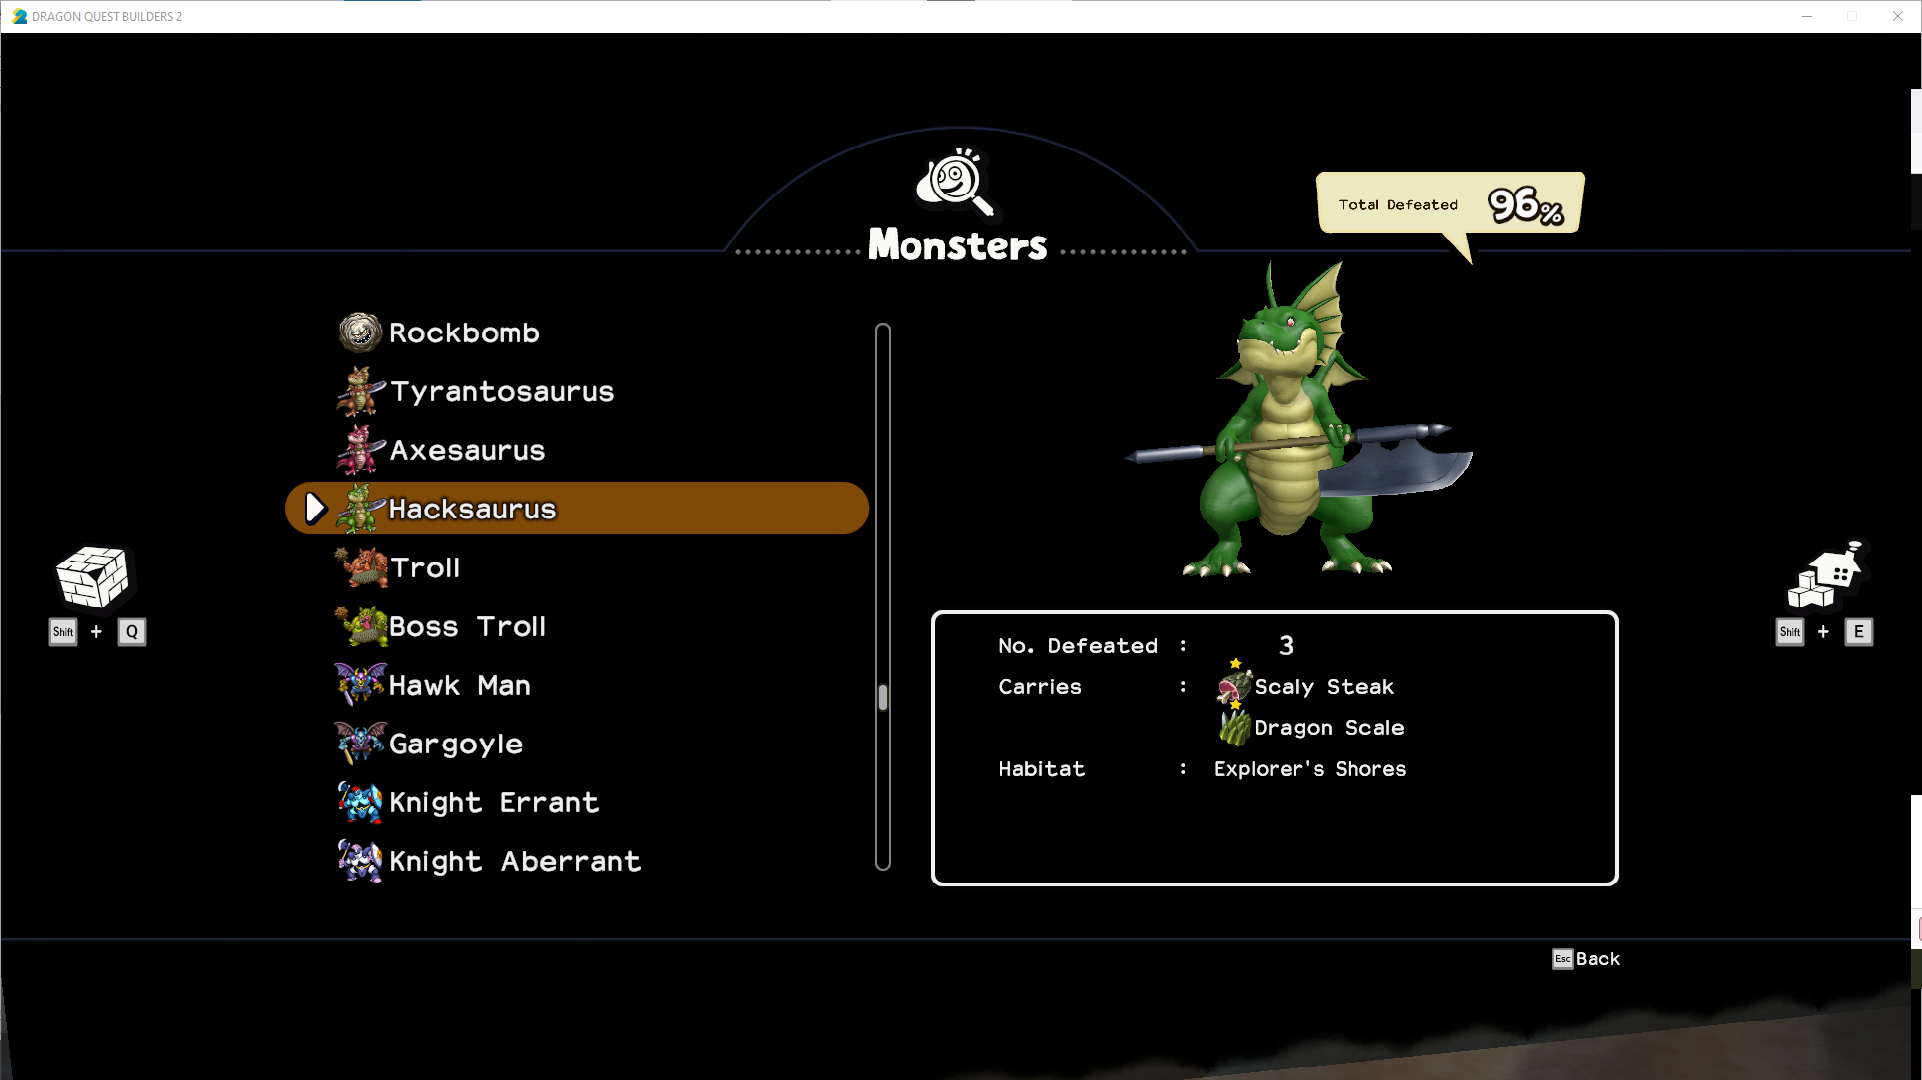 DRAGON QUEST BUILDERS 2
Total Defeated 96%
Monsters
Rockbomb
Tyrantosaurus
Axesaurus
Hacksaurus
Troll
Boss Troll
Hawk Man
Gargoyle
Knight Errant
Knight Aberrant
No. Defeated : 3
Carries : Scaly Steak
Dragon Scale
Habitat : Explorer's Shores
Shift + Q
Shift + E
Esc Back